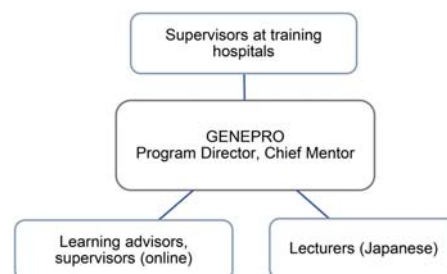 Supervisors at training
hospitals
GENEPRO
Program Director, Chief Mentor
Learning advisors,
supervisors (online)
Lecturers (Japanese)